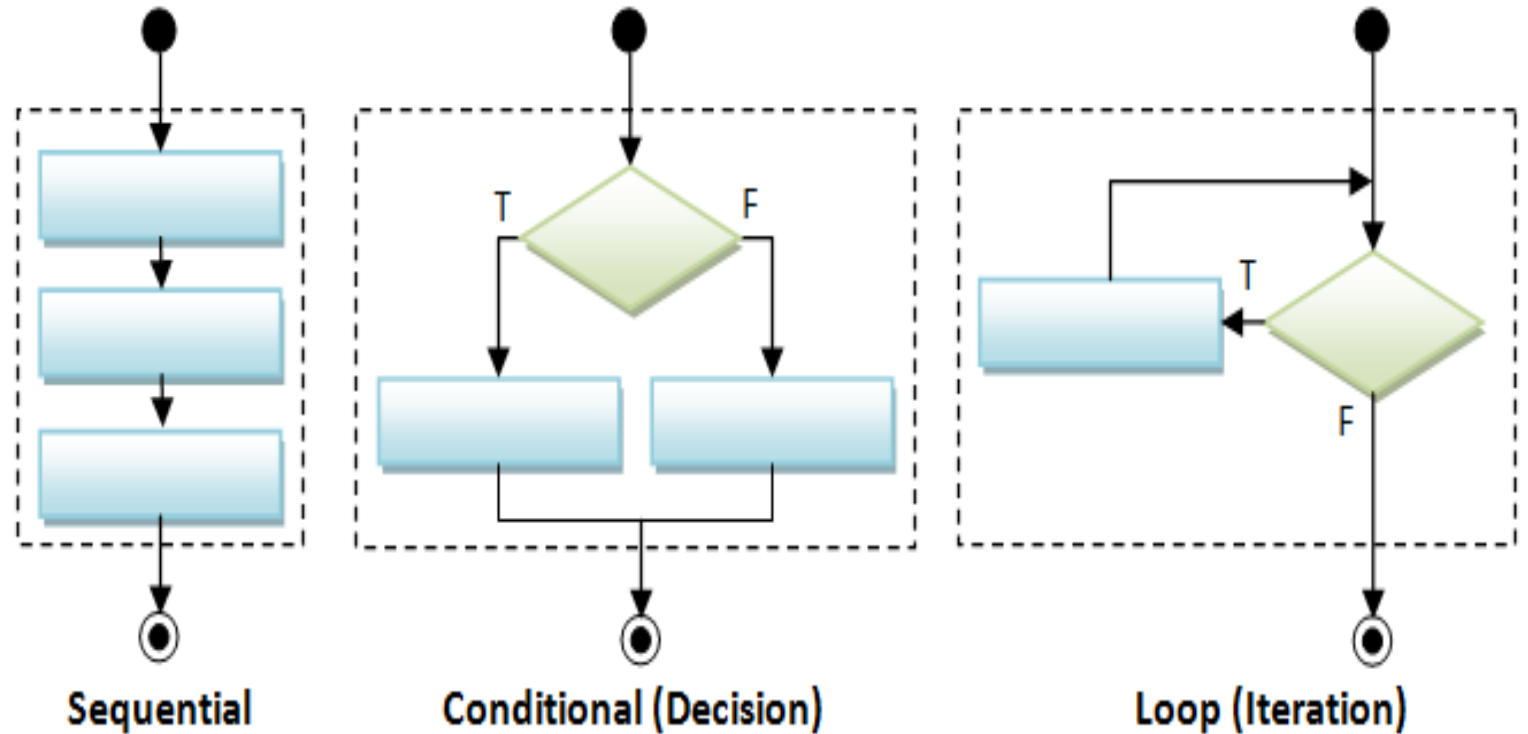 T
F
T
F
Sequential
Conditional (Decision)
Loop (Iteration)